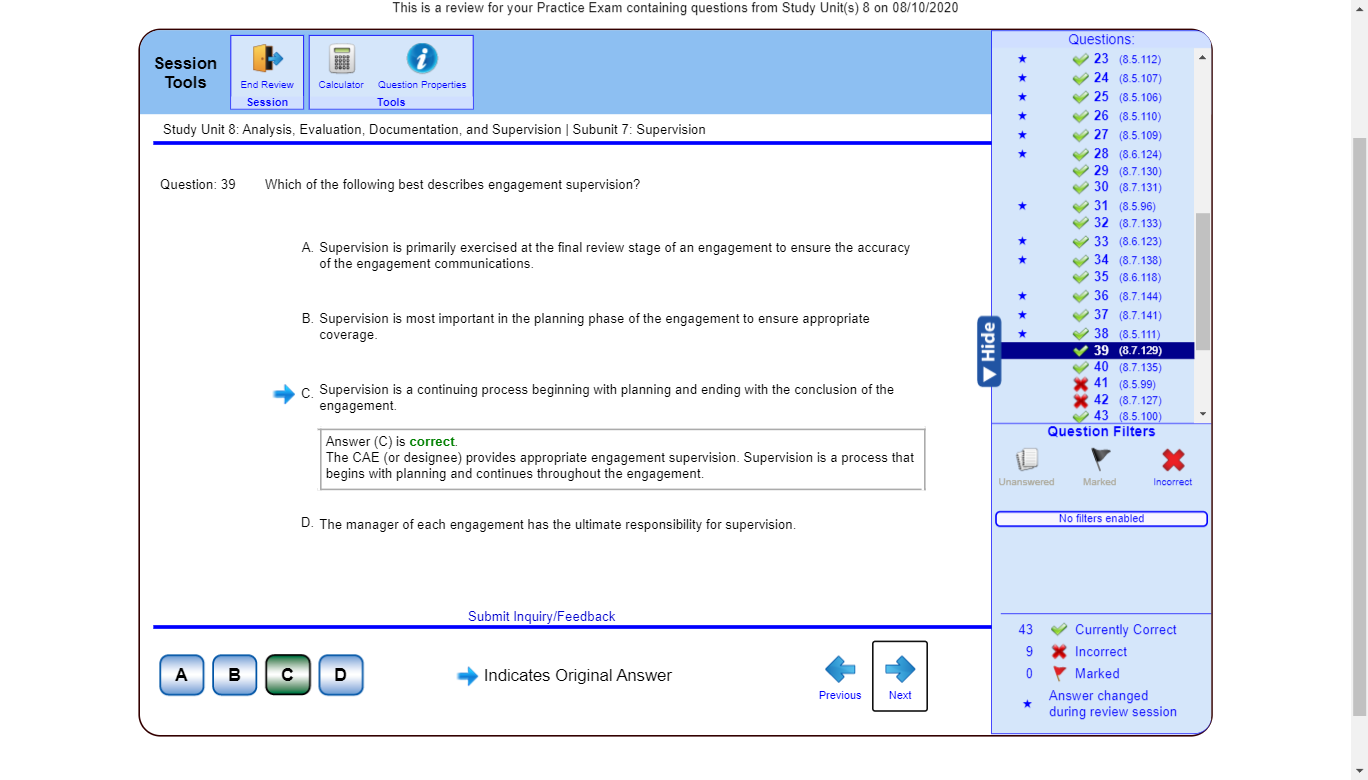 This is a review for your Practice Exam containing questions from Study Unit(s) 8 on 08/10/2020
Session
Tools
End Review
Session
Calculator
Question Properties
Tools
Study Unit 8: Analysis, Evaluation, Documentation, and Supervision | Subunit 7: Supervision
Question: 39 Which of the following best describes engagement supervision?
A. Supervision is primarily exercised at the final review stage of an engagement to ensure the accuracy
of the engagement communications.
B. Supervision is most important in the planning phase of the engagement to ensure appropriate
coverage.
C. Supervision is a continuing process beginning with planning and ending with the conclusion of the
engagement.
Answer (C) is correct.
The CAE (or designee) provides appropriate engagement supervision. Supervision is a process that
begins with planning and continues throughout the engagement.
D. The manager of each engagement has the ultimate responsibility for supervision.
Submit Inquiry/Feedback
A B C D
Indicates Original Answer
Previous
Next
Hide
Questions:
23 (8.5.112)
24 (8.5.107)
25 (8.5.106)
26 (8.5.110)
27 (8.5.109)
28 (8.6.124)
29 (8.7.130)
30 (8.7.131)
31 (8.5.96)
32 (8.7.133)
33 (8.6.123)
34 (8.7.138)
35 (8.6.118)
36 (8.7.144)
37 (8.7.141)
38 (8.5.111)
39 (8.7.129)
40 (8.7.135)
41 (8.5.99)
42 (8.7.127)
43 (8.5.100)
Question Filters
Unanswered
Marked
Incorrect
No filters enabled
43 Currently Correct
9 Incorrect
0 Marked
Answer changed
during review session